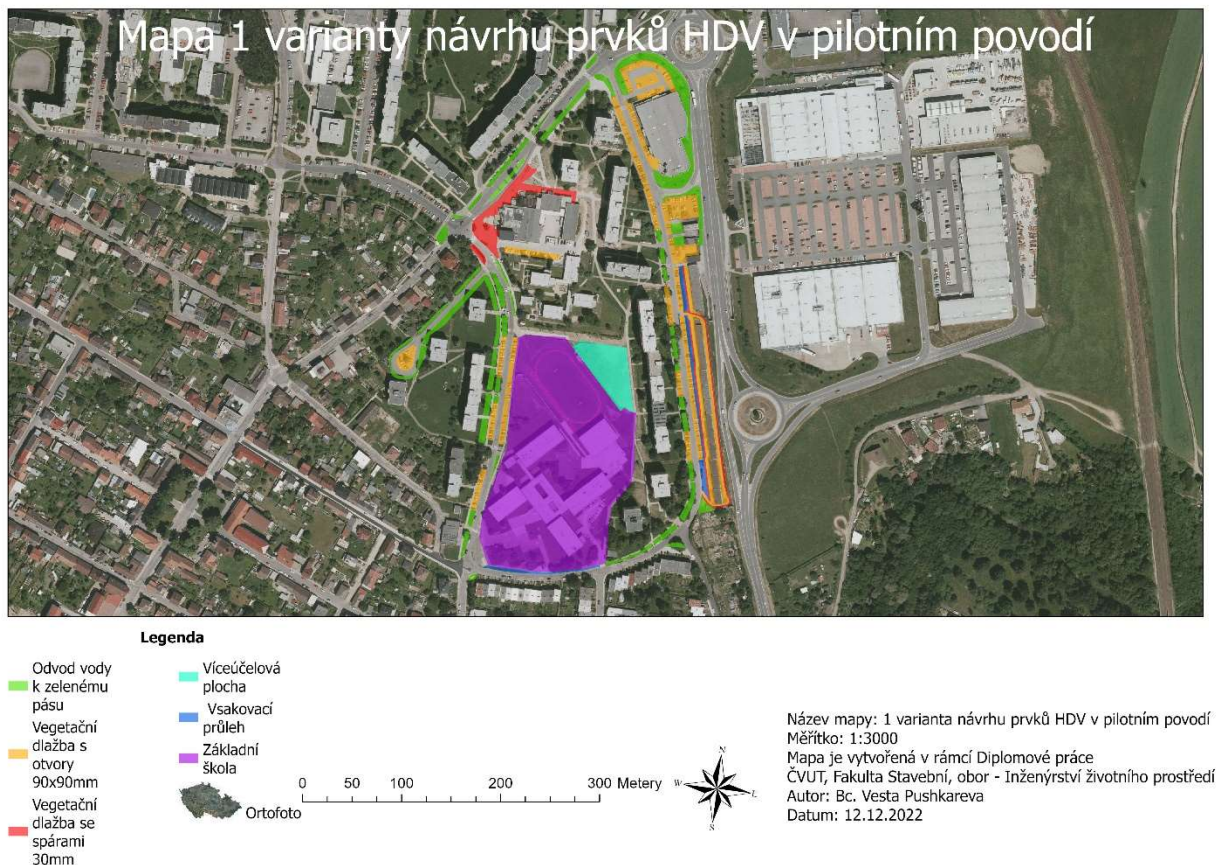 Mapa 1 varianty návrhu prvků HDV v pilotním povodí
Legenda
Odvod vody
k zelenému
pásu
Vegetační
dlažba s
otvory
90x90mm
Vegetační
dlažba se
spárami
30mm
Víceúčelová
plocha
Vsakovací
průleh
Základní
škola
Ortofoto
0 50 100 200 300 Metery
N
W
L
S
Název mapy: 1 varianta návrhu prvků HDV v pilotním povodí
Měřítko: 1:3000
Mapa je vytvořená v rámci Diplomové práce
ČVUT, Fakulta Stavební, obor - Inženýrství životního prostředí
Autor: Bc. Vesta Pushkareva
Datum: 12.12.2022